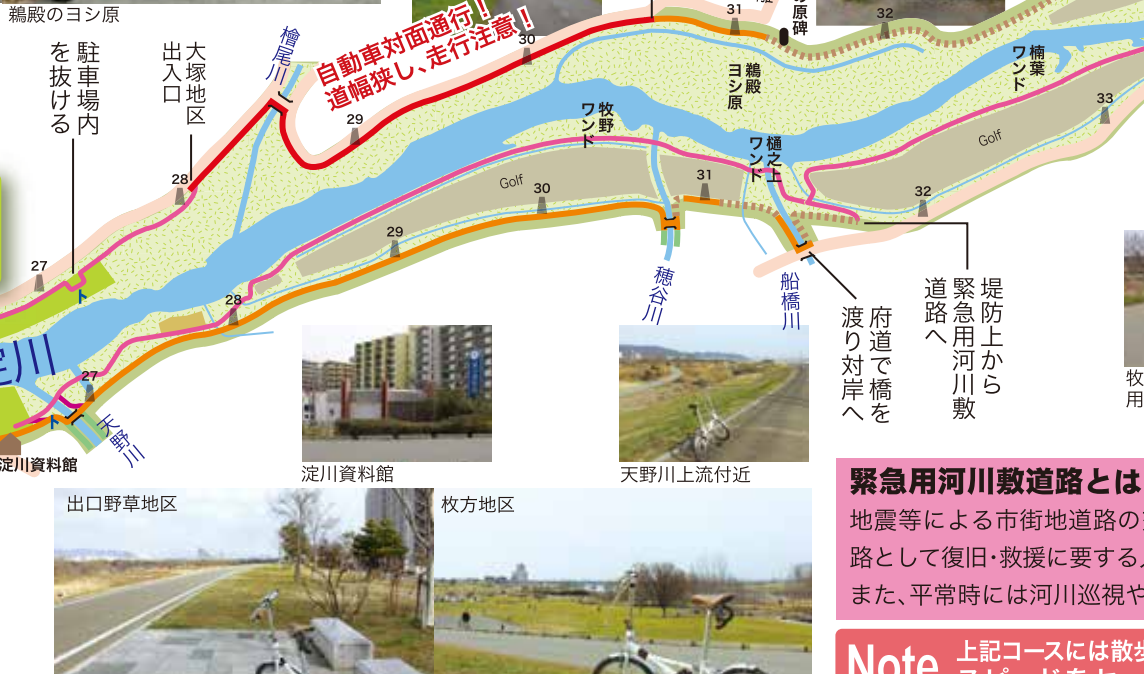 鵜殿のヨシ原
駐車場内
を抜ける
大塚地区
出入口
檜尾川
自動車対面通行！
道幅狭し、走行注意！
30
31
の原碑
32
鵜殿
ヨシ原
楠葉
ワンド
33
29
牧野
ワンド
樋之上
ワンド
Golf
28
Golf
30
31
32
27
29
穂谷川
船橋川
府道で橋を
渡り対岸へ
堤防上から
緊急用河川敷
道路へ
28
淀川
27
天野川
淀川資料館
淀川資料館
天野川上流付近
牧
用
出口野草地区
枚方地区
緊急用河川敷道路とは
地震等による市街地道路の
路として復旧・救援に要する
また、平常時には河川巡視や
Note
上記コースには散歩